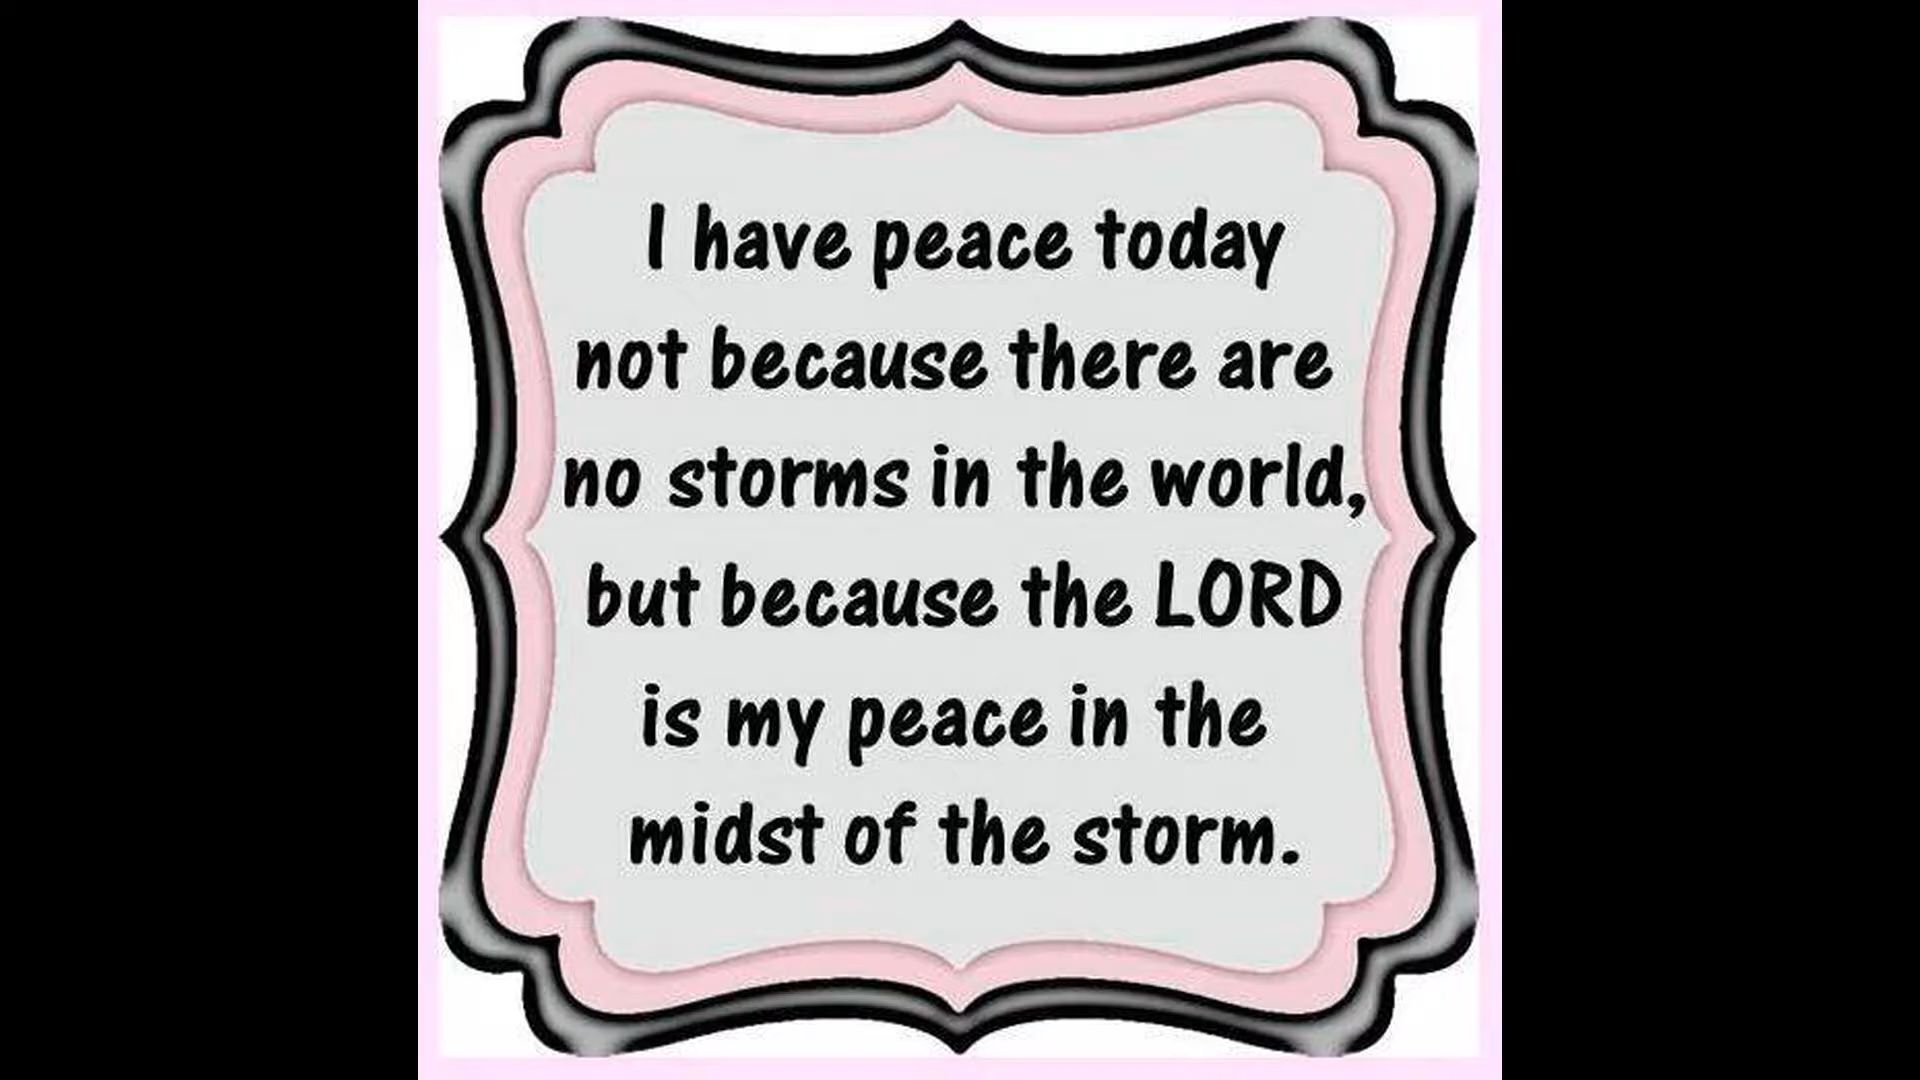 I have peace today
not because there are
no storms in the world,
but because the LORD
is my peace in the
midst of the storm.